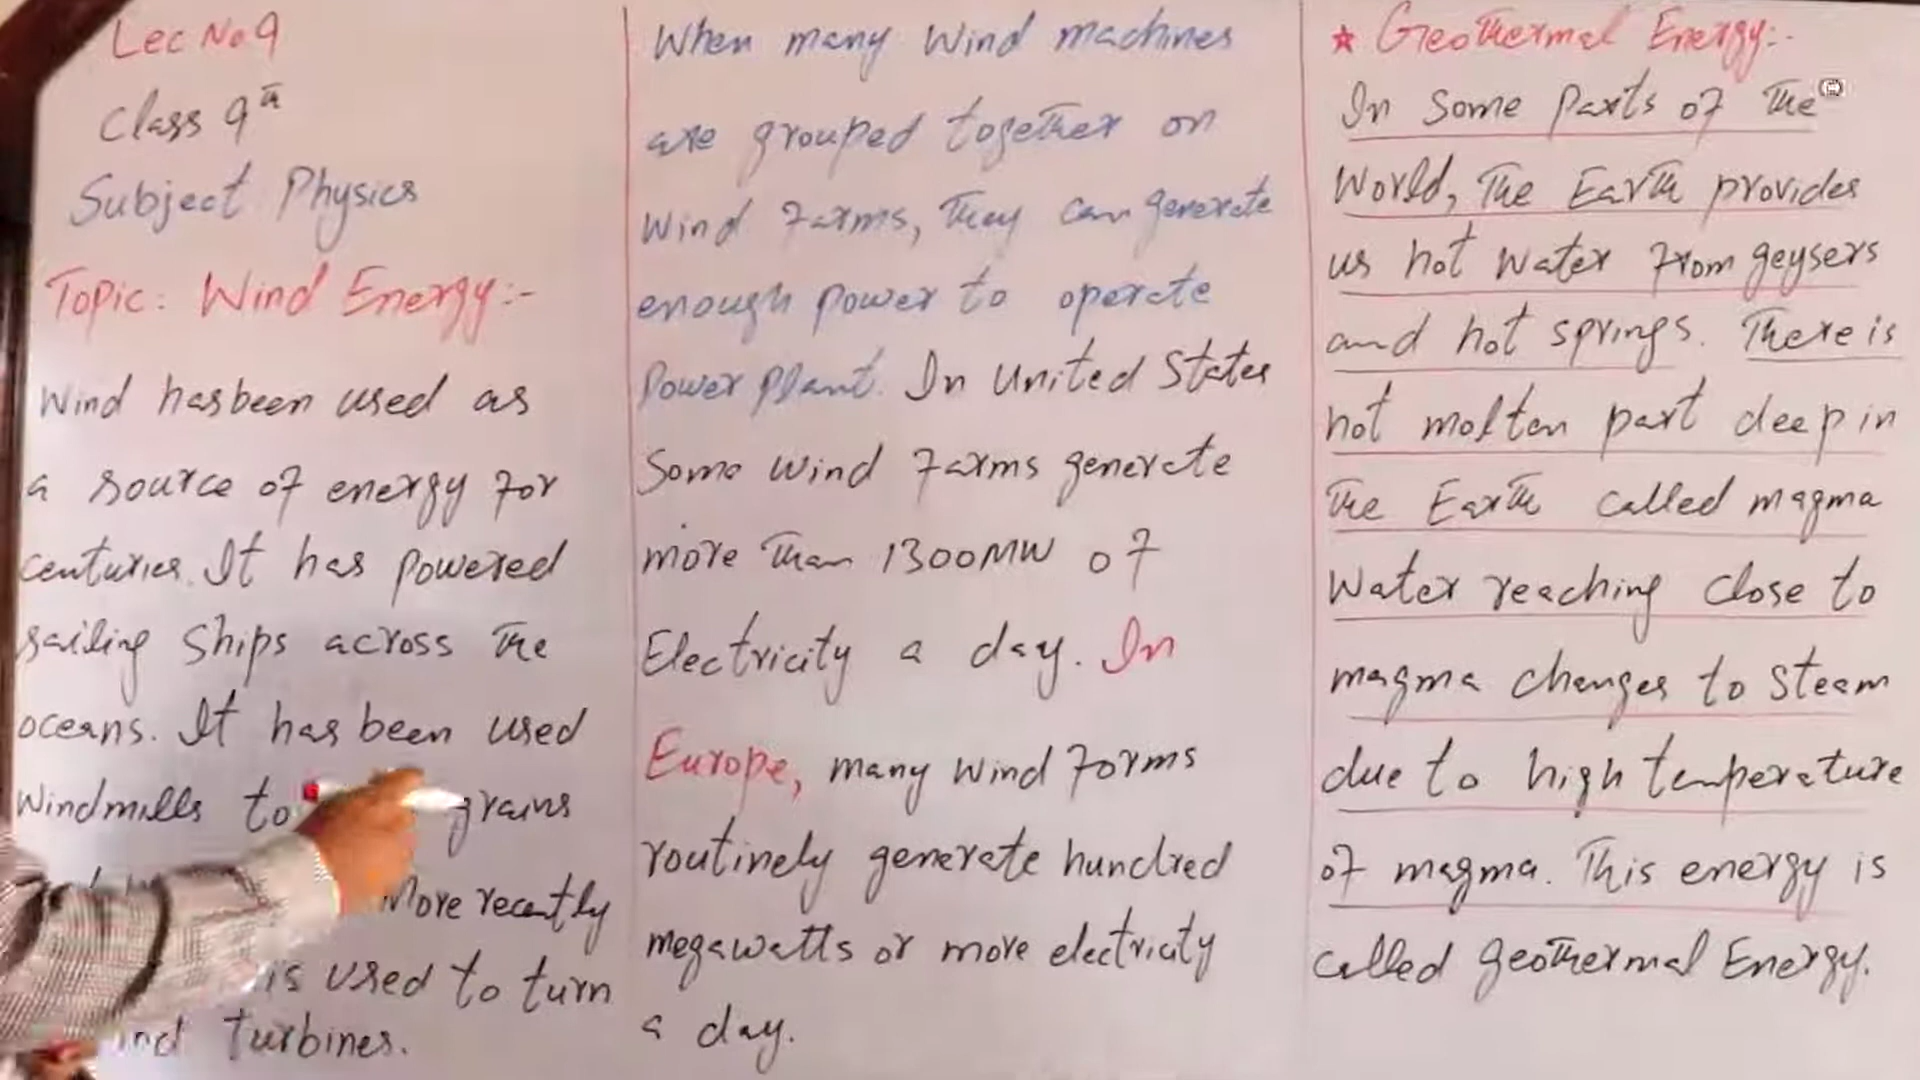 Lec No 9
Class 9th
Subject Physics
Topic: Wind Energy:-
Wind has been used as
a source of energy for
centuries. It has powered
sailing ships across the
oceans. It has been used
windmills to grains
More recently
is used to turn
turbines.
When many Wind machines
are grouped together on
Wind farms, They can generate
enough power to operate
Power plant. In United States
Some Wind farms generate
more Than 1300MW of
Electricity a day. In
Europe, many Wind forms
routinely generate hundred
megawatts or more electricity
a day.
★ Geothermal Energy:-
In Some parts of The
World, The Earth provides
us hot Water from geysers
and hot springs. There is
hot molten part deep in
The Earth called magma
Water reaching close to
magma changes to steam
due to high temperature
of magma. This energy is
called geothermal Energy.